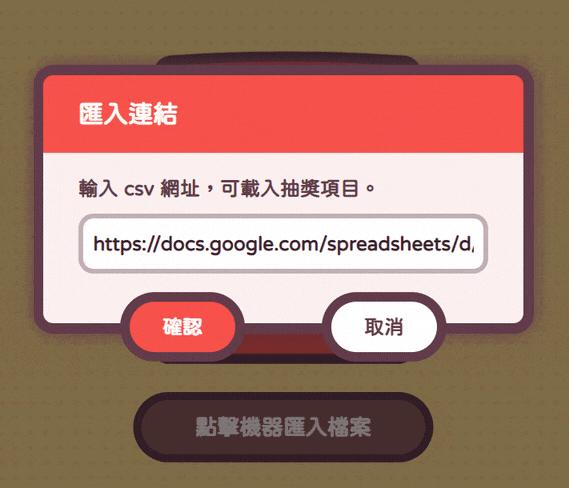 匯入連結
輸入 csv 網址，可載入抽獎項目。
https://docs.google.com/spreadsheets/d/
確認
取消
點擊機器匯入檔案